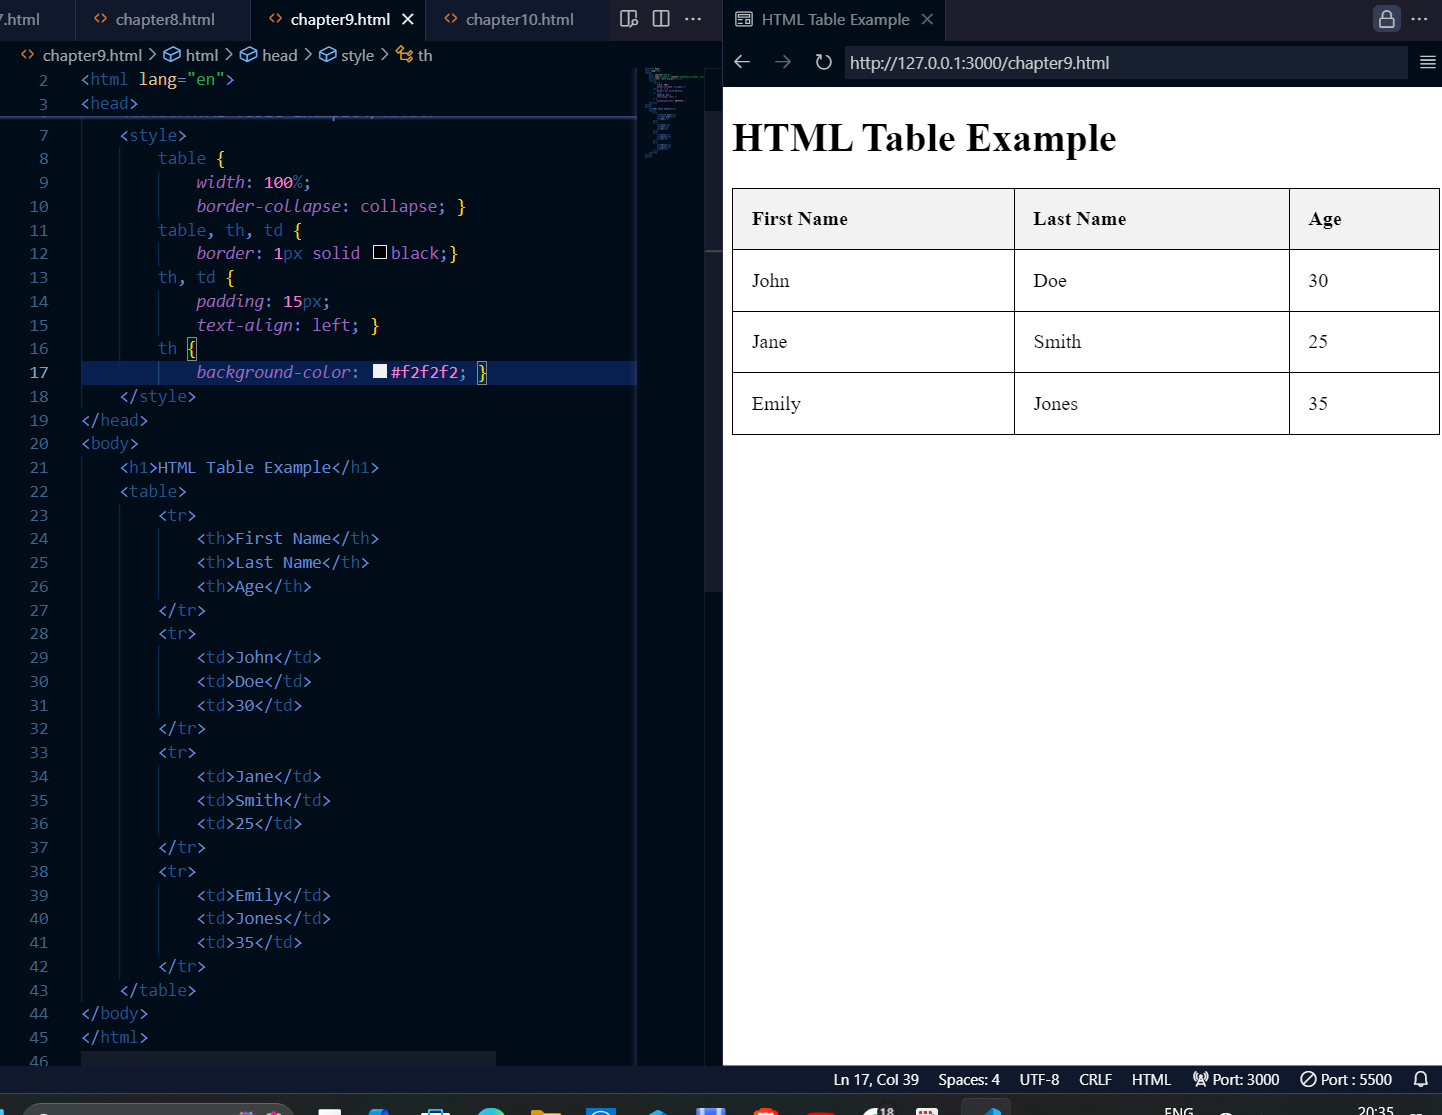 7.html
chapter8.html
chapter9.html
chapter10.html
HTML Table Example
chapter9.html > html > head > style > th
http://127.0.0.1:3000/chapter9.html
2 <html lang="en">
3 <head>
7 <style>
8 table {
9 width: 100%;
10 border-collapse: collapse; }
11 table, th, td {
12 border: 1px solid black;}
13 th, td {
14 padding: 15px;
15 text-align: left; }
16 th {
17 background-color: #f2f2f2; }
18 </style>
19 </head>
20 <body>
21 <h1>HTML Table Example</h1>
22 <table>
23 <tr>
24 <th>First Name</th>
25 <th>Last Name</th>
26 <th>Age</th>
27 </tr>
28 <tr>
29 <td>John</td>
30 <td>Doe</td>
31 <td>30</td>
32 </tr>
33 <tr>
34 <td>Jane</td>
35 <td>Smith</td>
36 <td>25</td>
37 </tr>
38 <tr>
39 <td>Emily</td>
40 <td>Jones</td>
41 <td>35</td>
42 </tr>
43 </table>
44 </body>
45 </html>
46
HTML Table Example
First Name Last Name Age
John Doe 30
Jane Smith 25
Emily Jones 35
Ln 17, Col 39 Spaces: 4 UTF-8 CRLF HTML Port: 3000 Port : 5500
18
ENG
20:35